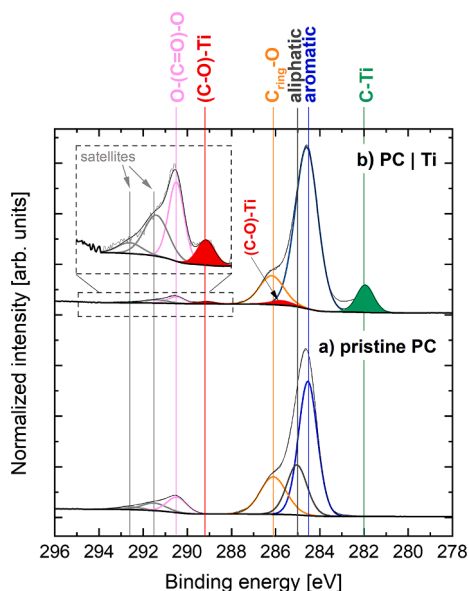 O-(C=O)-O
(C-O)-Ti
Cring-O
aliphatic
aromatic
C-Ti
satellites
(C-O)-Ti
b) PC | Ti
a) pristine PC
Normalized intensity [arb. units]
296 294 292 290 288 286 284 282 280 278
Binding energy [eV]